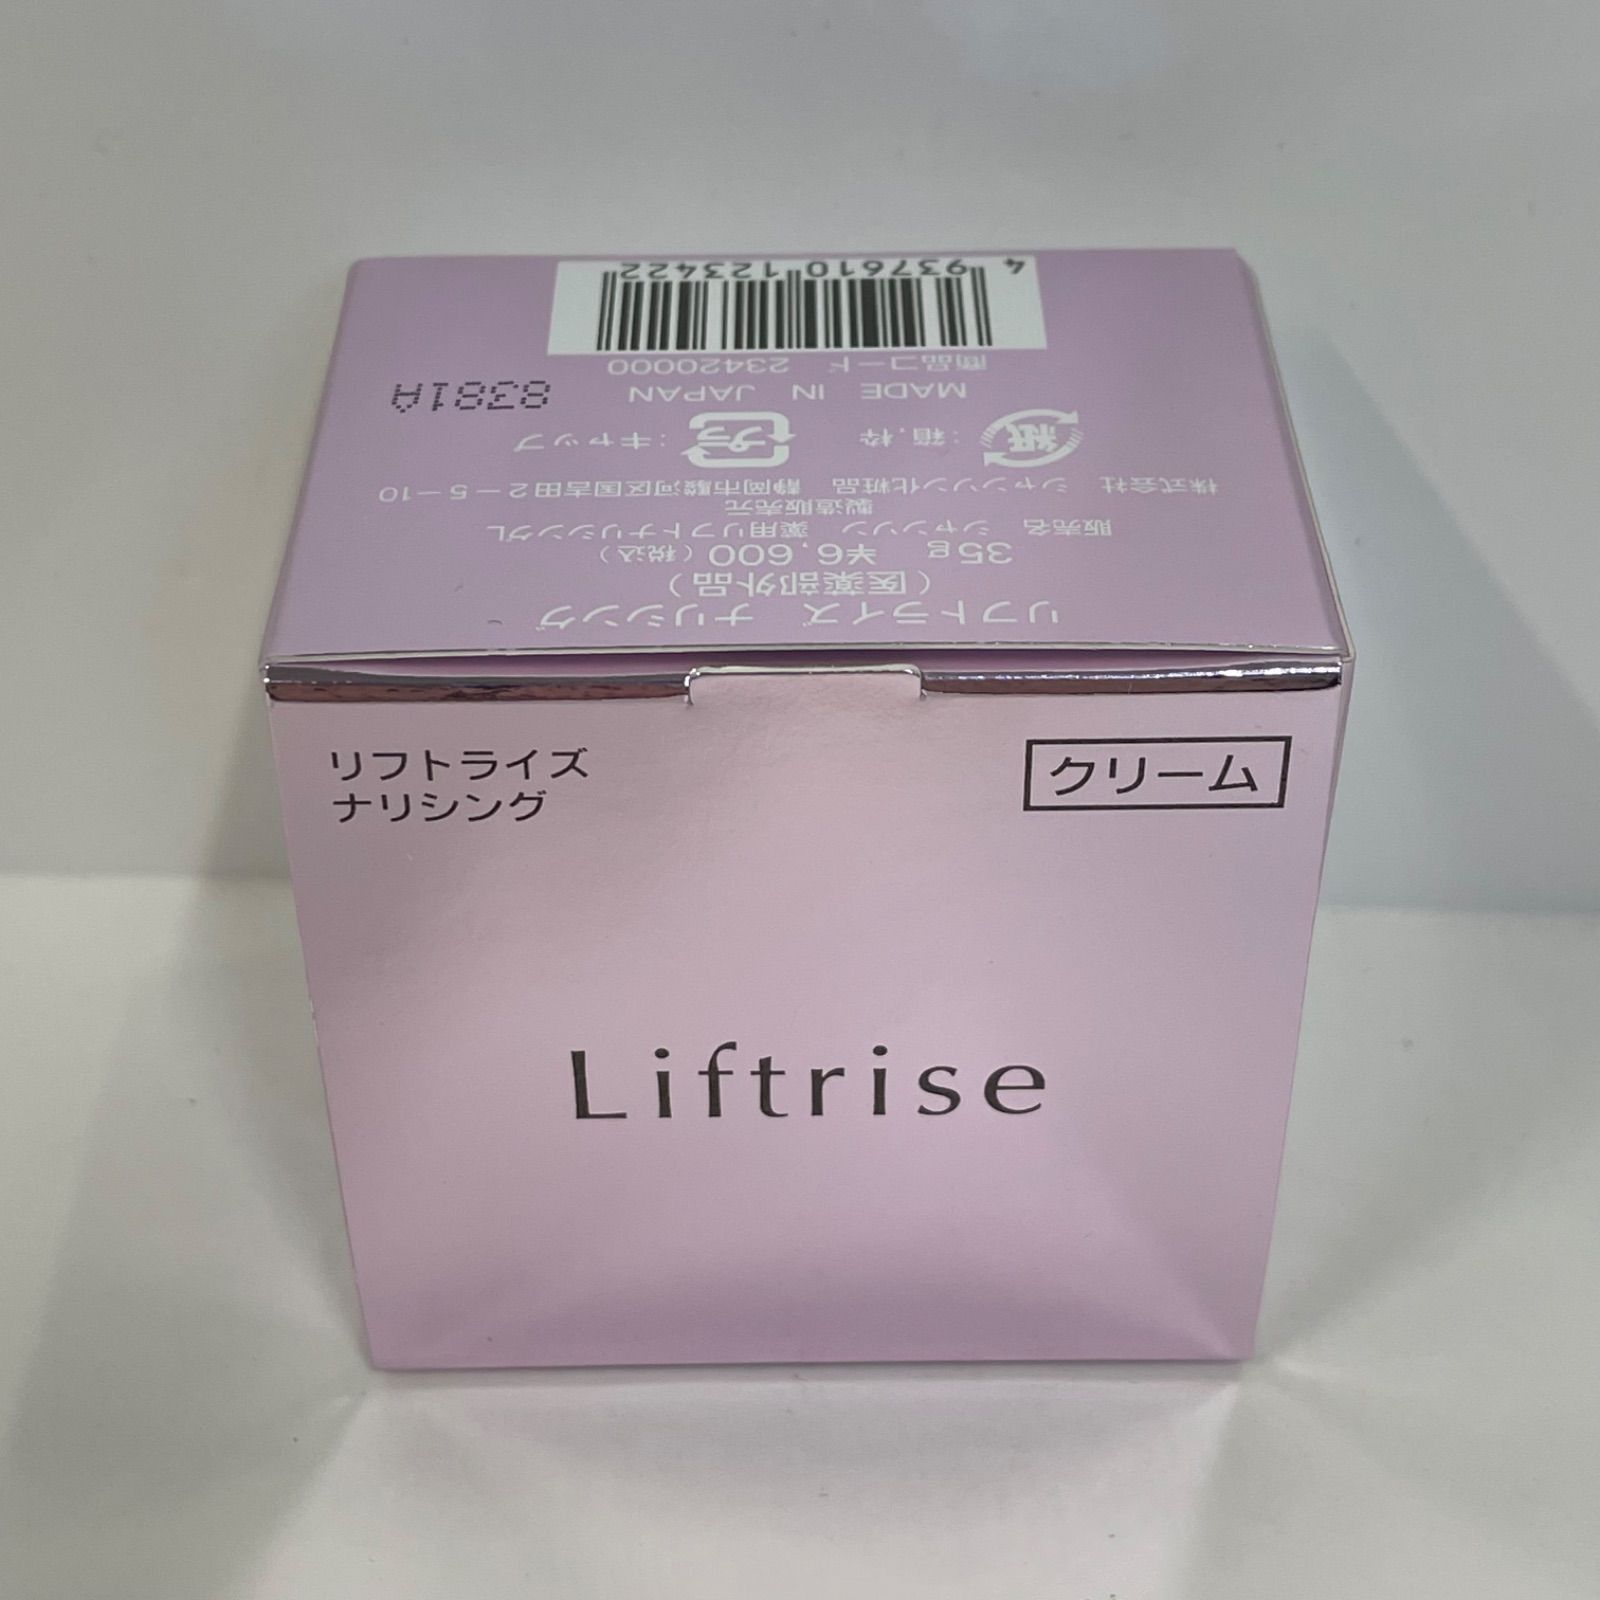 リフトライズ
ナリシング
クリーム
Liftrise
リフトライズ ナリシング
(医薬部外品)
35g ¥6,600(税込)
販売名 シャンソン 薬用リフトナリシングL
製造販売元
株式会社 シャンソン化粧品 静岡市駿河区国吉田2-5-10
紙:箱,枠 プラ:キャップ
MADE IN JAPAN
8381A
商品コード 23420000
4 937610 123422